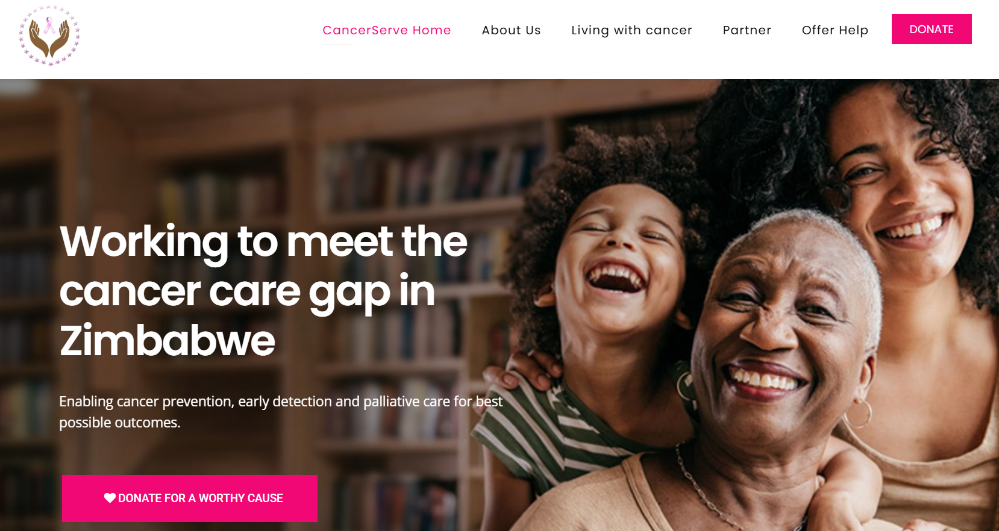 CancerServe Home
About Us
Living with cancer
Partner
Offer Help
DONATE
Working to meet the
cancer care gap in
Zimbabwe
Enabling cancer prevention, early detection and palliative care for best
possible outcomes.
DONATE FOR A WORTHY CAUSE